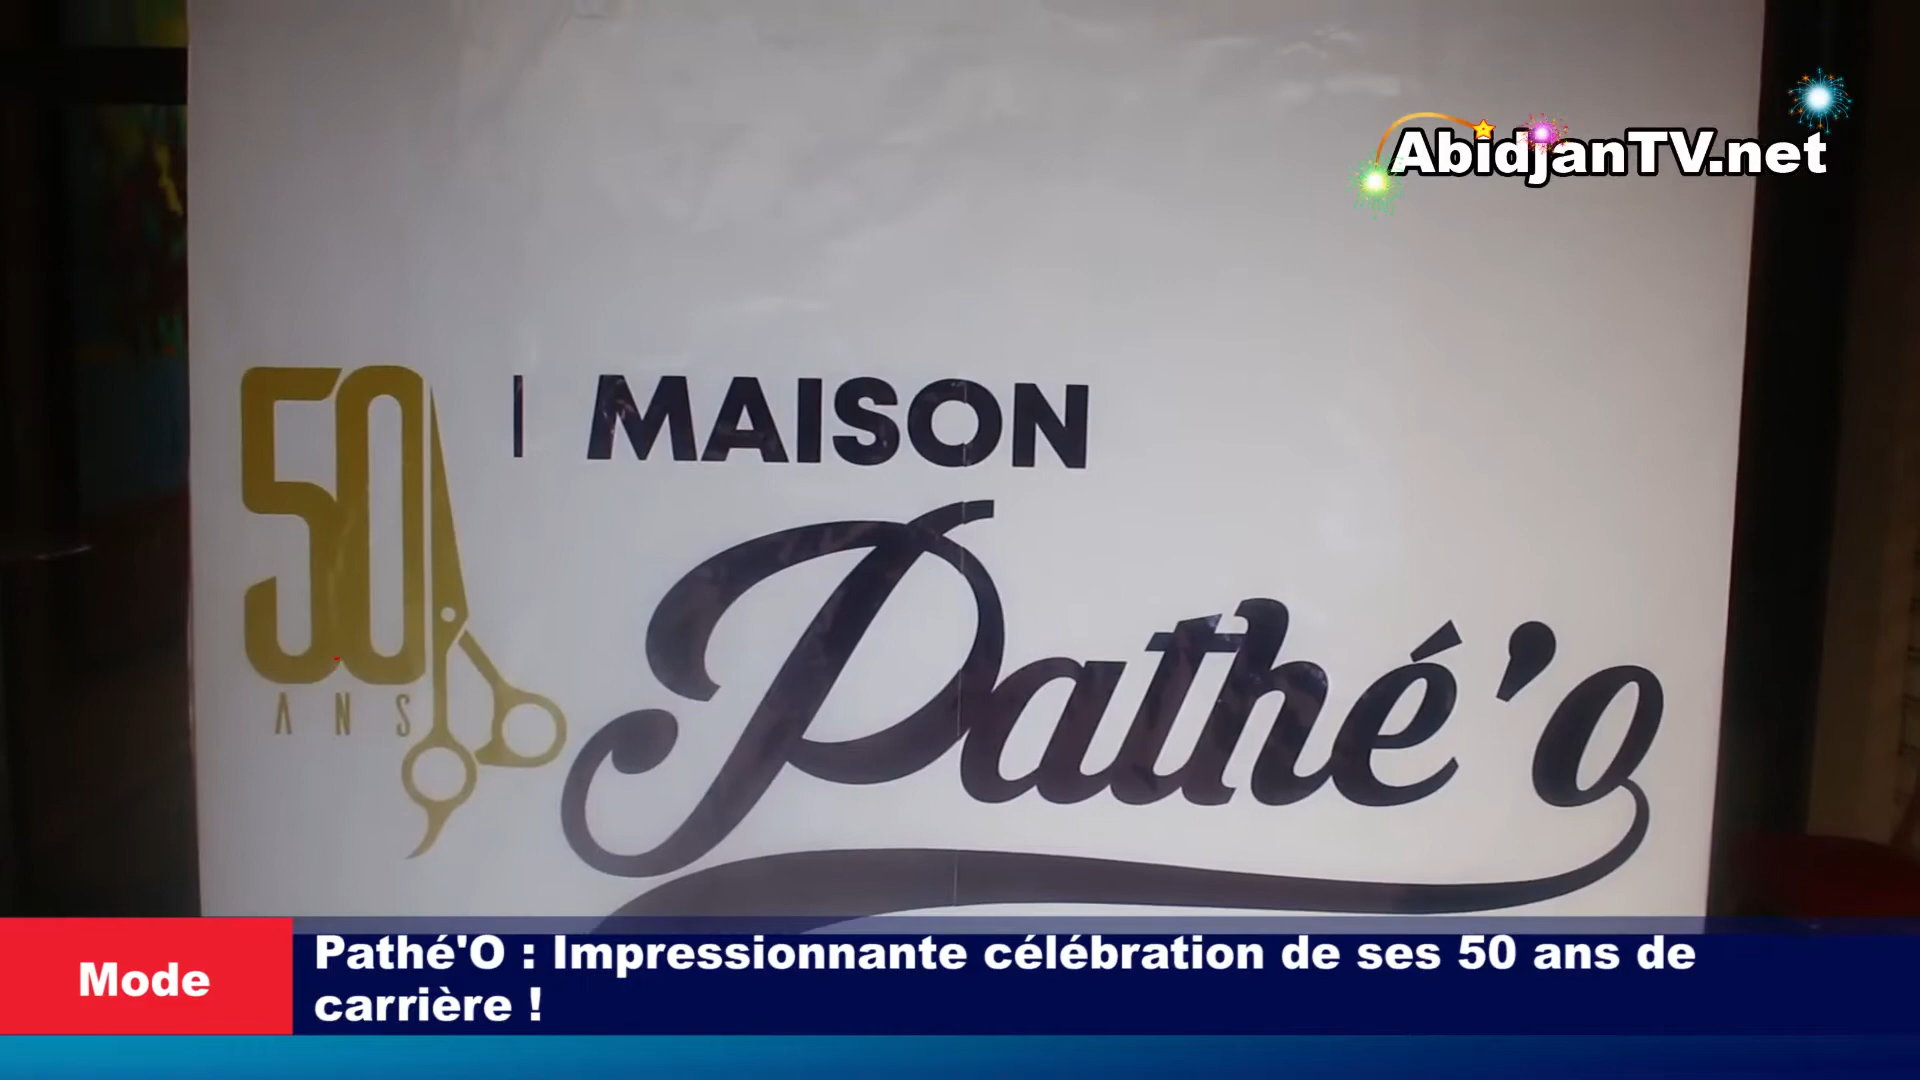 AbidjanTV.net
50 | MAISON
ANS
Pathé'o
Mode
Pathé'O : Impressionnante célébration de ses 50 ans de
carrière !